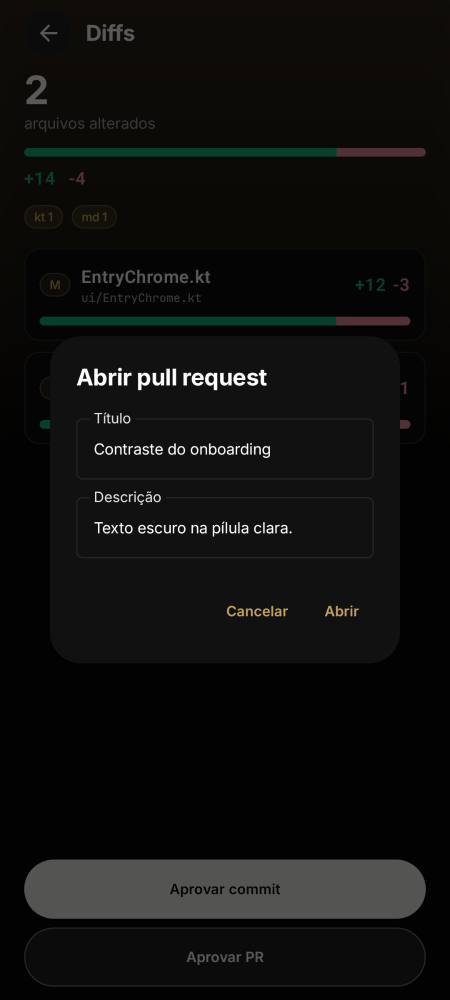 Diffs
2
arquivos alterados
+14 -4
kt 1 md 1
M EntryChrome.kt +12 -3
ui/EntryChrome.kt
1
Abrir pull request
Título
Contraste do onboarding
Descrição
Texto escuro na pílula clara.
Cancelar Abrir
Aprovar commit
Aprovar PR